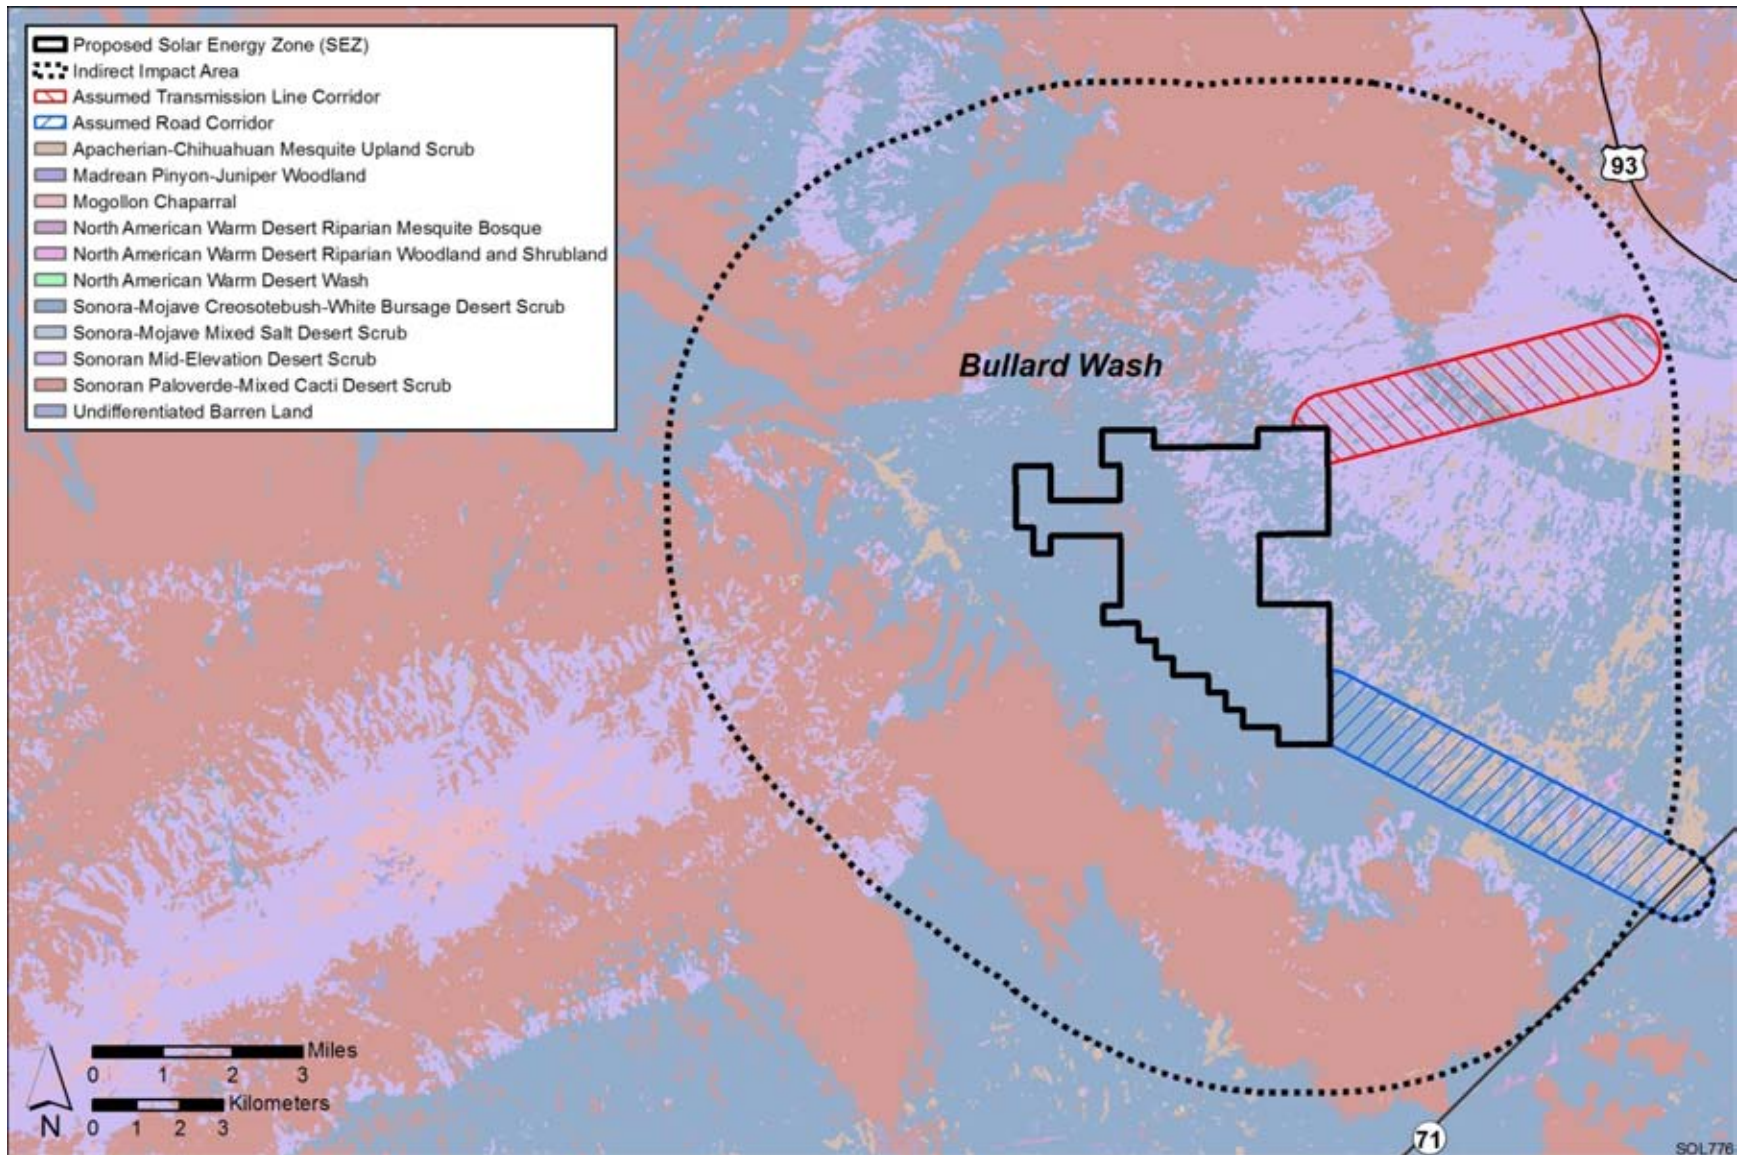 Proposed Solar Energy Zone (SEZ)
Indirect Impact Area
Assumed Transmission Line Corridor
Assumed Road Corridor
Apacherian-Chihuahuan Mesquite Upland Scrub
Madrean Pinyon-Juniper Woodland
Mogollon Chaparral
North American Warm Desert Riparian Mesquite Bosque
North American Warm Desert Riparian Woodland and Shrubland
North American Warm Desert Wash
Sonora-Mojave Creosotebush-White Bursage Desert Scrub
Sonora-Mojave Mixed Salt Desert Scrub
Sonoran Mid-Elevation Desert Scrub
Sonoran Paloverde-Mixed Cacti Desert Scrub
Undifferentiated Barren Land
93
Bullard Wash
Miles
0 1 2 3
Kilometers
0 1 2 3
N
71
SOL776